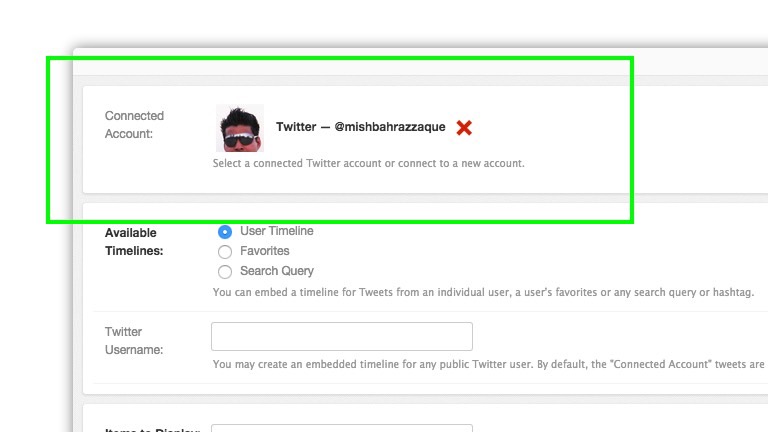 Connected
Account:
Twitter — @mishbahrazzaque
Select a connected Twitter account or connect to a new account.
Available
Timelines:
User Timeline
Favorites
Search Query
You can embed a timeline for Tweets from an individual user, a user's favorites or any search query or hashtag.
Twitter
Username:
You may create an embedded timeline for any public Twitter user. By default, the "Connected Account" tweets are
Items to Display: